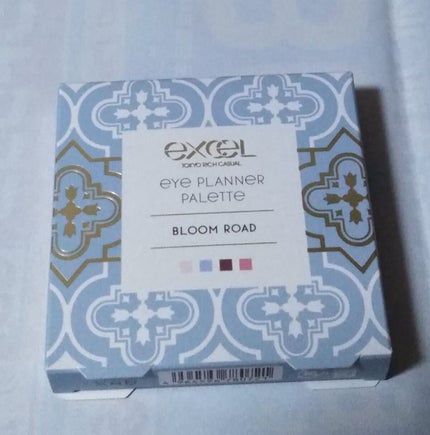 excel
TOKYO RICH CASUAL
eye PLANNER
PALeTTe
BLOOM ROAD